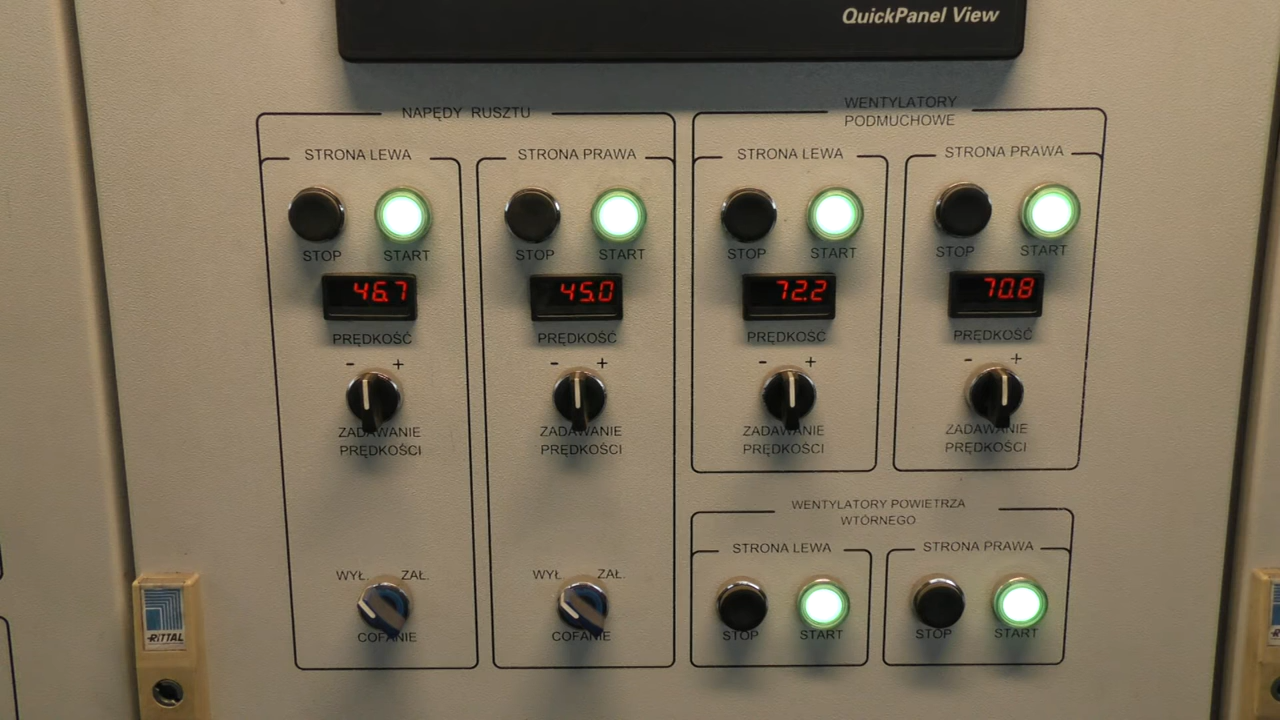 QuickPanel View
NAPĘDY RUSZTU
WENTYLATORY
PODMUCHOWE
STRONA LEWA
STRONA PRAWA
STRONA LEWA
STRONA PRAWA
STOP
START
STOP
START
STOP
START
STOP
START
46.7
45.0
72.2
70.8
PRĘDKOŚĆ
PRĘDKOŚĆ
PRĘDKOŚĆ
PRĘDKOŚĆ
- +
- +
- +
- +
ZADAWANIE
PRĘDKOŚCI
ZADAWANIE
PRĘDKOŚCI
ZADAWANIE
PRĘDKOŚCI
ZADAWANIE
PRĘDKOŚCI
WENTYLATORY POWIETRZA
WTÓRNEGO
STRONA LEWA
STRONA PRAWA
WYŁ. ZAŁ.
WYŁ. ZAŁ.
COFANIE
COFANIE
STOP
START
STOP
START
RITTAL